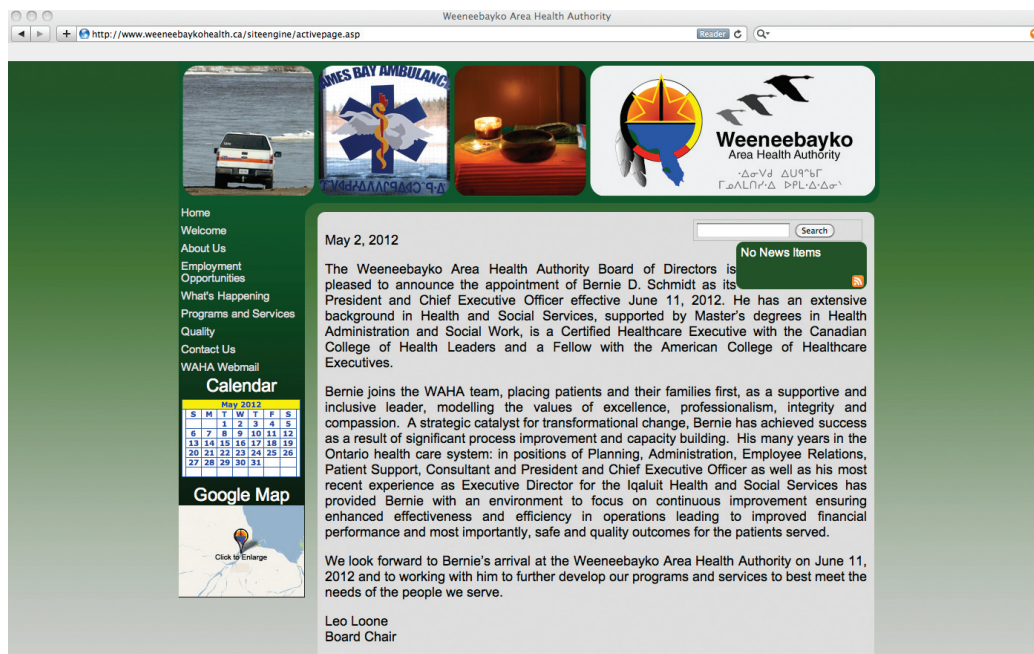 Weeneebayko Area Health Authority
http://www.weeneebaykohealth.ca/siteengine/activepage.asp
Reader
JAMES BAY AMBULANCE
Weeneebayko
Area Health Authority
Home
Welcome
About Us
Employment
Opportunities
What's Happening
Programs and Services
Quality
Contact Us
WAHA Webmail
Calendar
May 2012
S M T W T F S
1 2 3 4 5
6 7 8 9 10 11 12
13 14 15 16 17 18 19
20 21 22 23 24 25 26
27 28 29 30 31
Google Map
Click to Enlarge
Search
No News Items
May 2, 2012
The Weeneebayko Area Health Authority Board of Directors is
pleased to announce the appointment of Bernie D. Schmidt as its
President and Chief Executive Officer effective June 11, 2012. He has an extensive
background in Health and Social Services, supported by Master's degrees in Health
Administration and Social Work, is a Certified Healthcare Executive with the Canadian
College of Health Leaders and a Fellow with the American College of Healthcare
Executives.
Bernie joins the WAHA team, placing patients and their families first, as a supportive and
inclusive leader, modelling the values of excellence, professionalism, integrity and
compassion. A strategic catalyst for transformational change, Bernie has achieved success
as a result of significant process improvement and capacity building. His many years in the
Ontario health care system: in positions of Planning, Administration, Employee Relations,
Patient Support, Consultant and President and Chief Executive Officer as well as his most
recent experience as Executive Director for the Iqaluit Health and Social Services has
provided Bernie with an environment to focus on continuous improvement ensuring
enhanced effectiveness and efficiency in operations leading to improved financial
performance and most importantly, safe and quality outcomes for the patients served.
We look forward to Bernie's arrival at the Weeneebayko Area Health Authority on June 11,
2012 and to working with him to further develop our programs and services to best meet the
needs of the people we serve.
Leo Loone
Board Chair